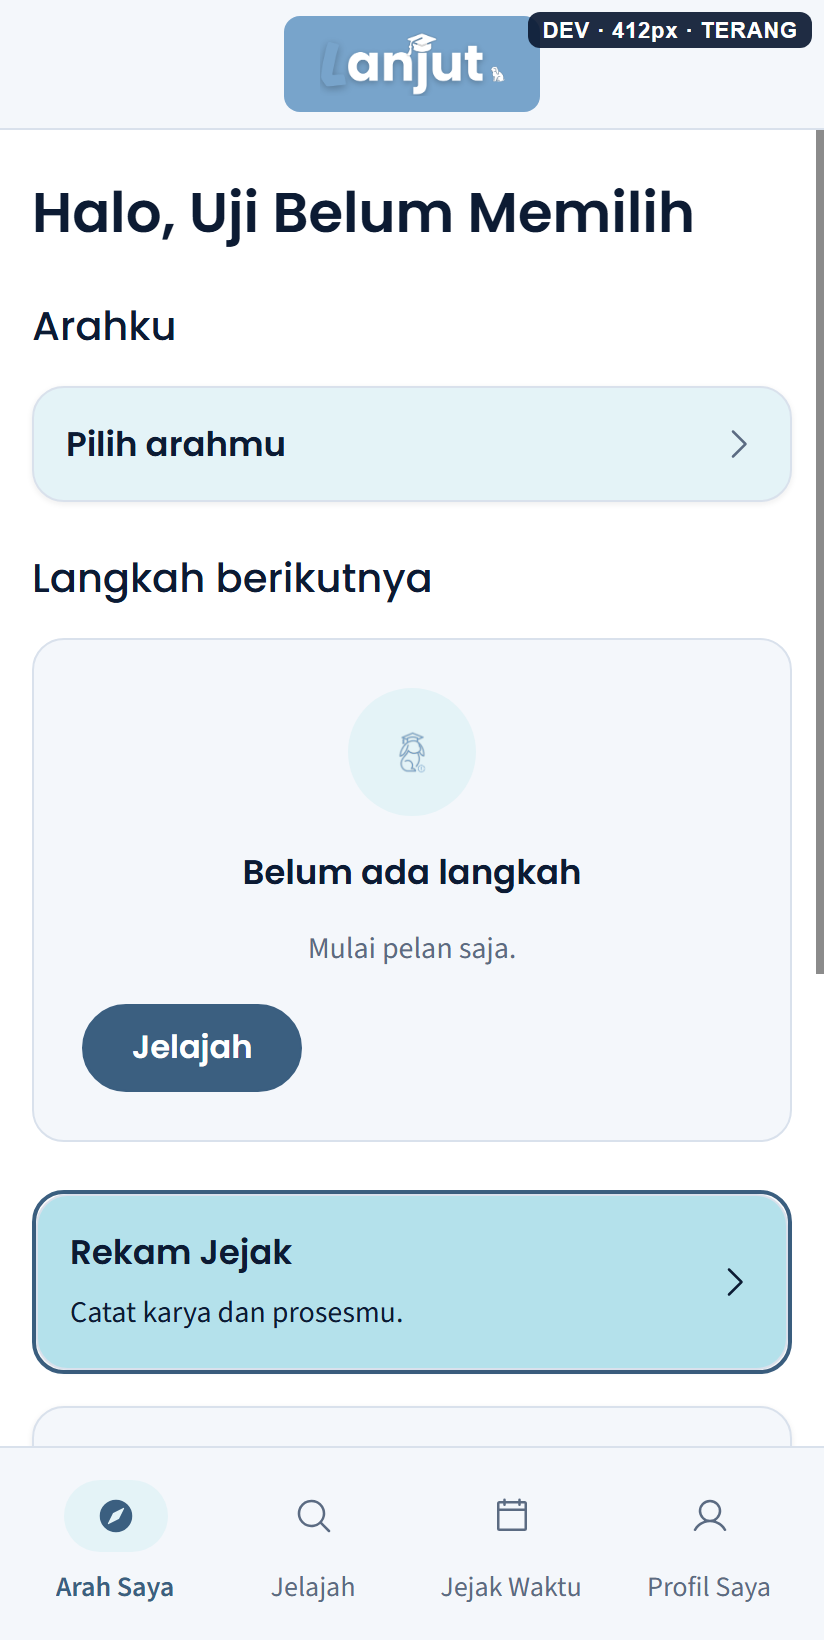 Lanjut
DEV · 412px · TERANG
Halo, Uji Belum Memilih
Arahku
Pilih arahmu
Langkah berikutnya
Belum ada langkah
Mulai pelan saja.
Jelajah
Rekam Jejak
Catat karya dan prosesmu.
Arah Saya
Jelajah
Jejak Waktu
Profil Saya